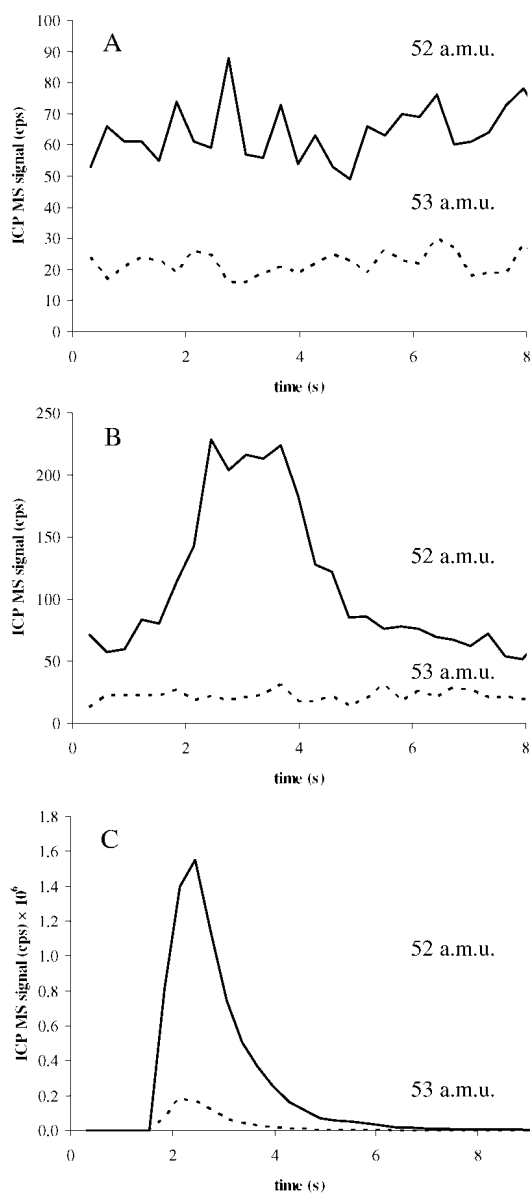 100
A
52 a.m.u.
90
80
70
60
50
53 a.m.u.
40
30
20
10
0
ICP MS signal (cps)
0 2 4 6 8
time (s)
250
B
200
150
52 a.m.u.
100
53 a.m.u.
50
0
ICP MS signal (cps)
0 2 4 6 8
time (s)
1.8
C
1.6
1.4
1.2
52 a.m.u.
1.0
0.8
0.6
0.4
53 a.m.u.
0.2
0.0
ICP MS signal (cps) × 10⁶
0 2 4 6 8
time (s)